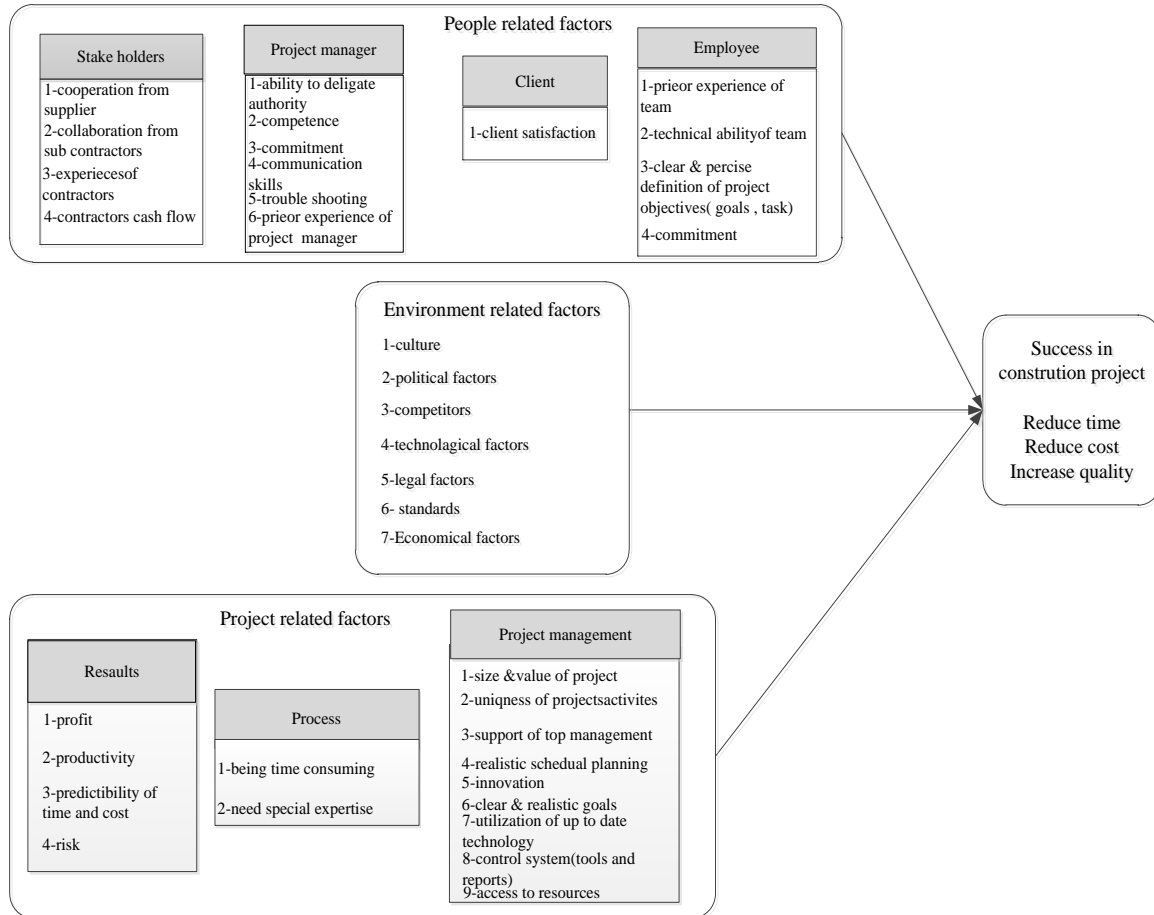 People related factors
Stake holders
1-cooperation from
supplier
2-collaboration from
sub contractors
3-experiecesof
contractors
4-contractors cash flow
Project manager
1-ability to deligate
authority
2-competence
3-commitment
4-communication
skills
5-trouble shooting
6-prieor experience of
project manager
Client
1-client satisfaction
Employee
1-prieor experience of
team
2-technical abilityof team
3-clear & percise
definition of project
objectives( goals , task)
4-commitment
Environment related factors
1-culture
2-political factors
3-competitors
4-technolagical factors
5-legal factors
6- standards
7-Economical factors
Success in
constrution project
Reduce time
Reduce cost
Increase quality
Project related factors
Resaults
1-profit
2-productivity
3-predictibility of
time and cost
4-risk
Process
1-being time consuming
2-need special expertise
Project management
1-size &value of project
2-uniqness of projectsactivites
3-support of top management
4-realistic schedual planning
5-innovation
6-clear & realistic goals
7-utilization of up to date
technology
8-control system(tools and
reports)
9-access to resources